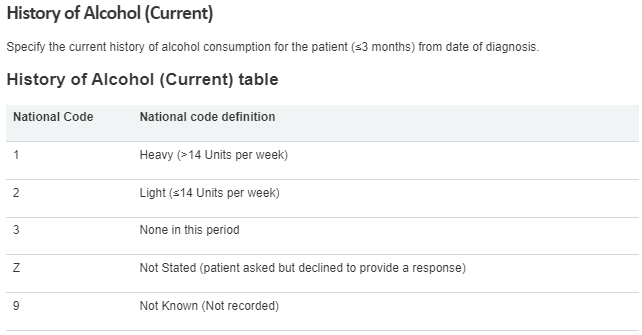 History of Alcohol (Current)
Specify the current history of alcohol consumption for the patient (≤3 months) from date of diagnosis.
History of Alcohol (Current) table
National Code National code definition
1 Heavy (>14 Units per week)
2 Light (≤14 Units per week)
3 None in this period
Z Not Stated (patient asked but declined to provide a response)
9 Not Known (Not recorded)